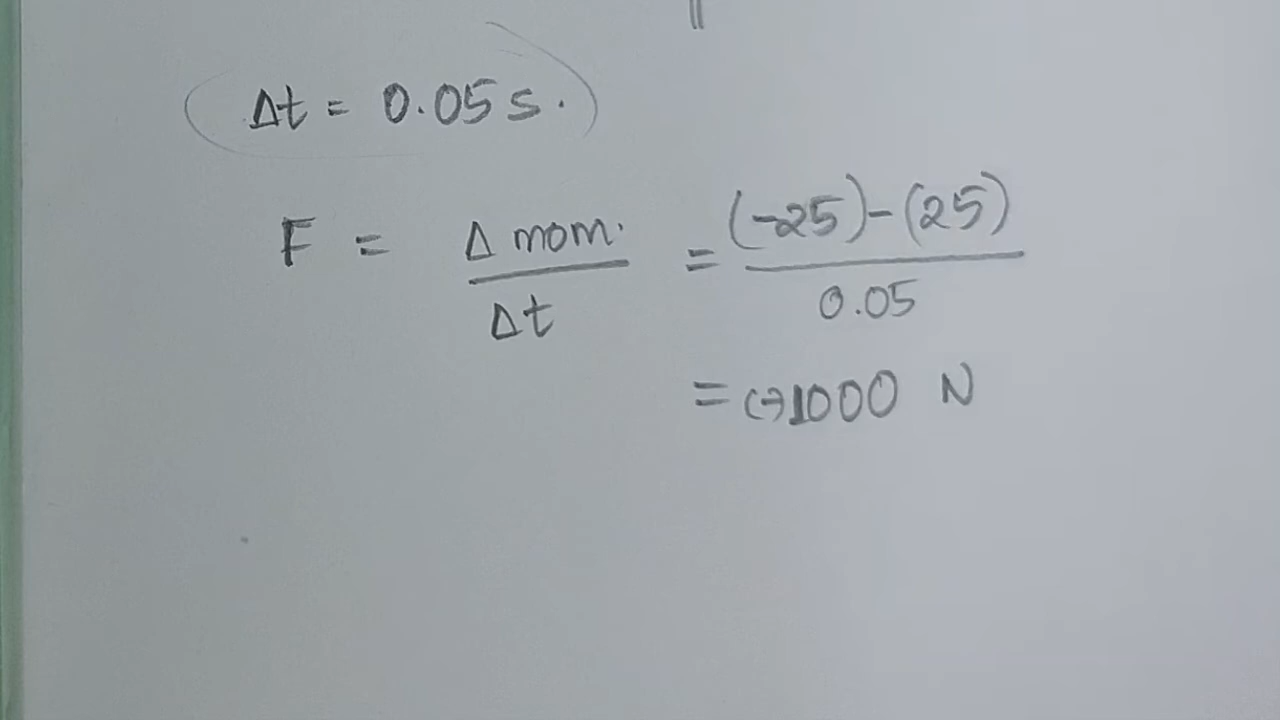 Δt = 0.05 s.
F = Δ mom. / Δt = (-25) - (25) / 0.05
= (-)1000 N